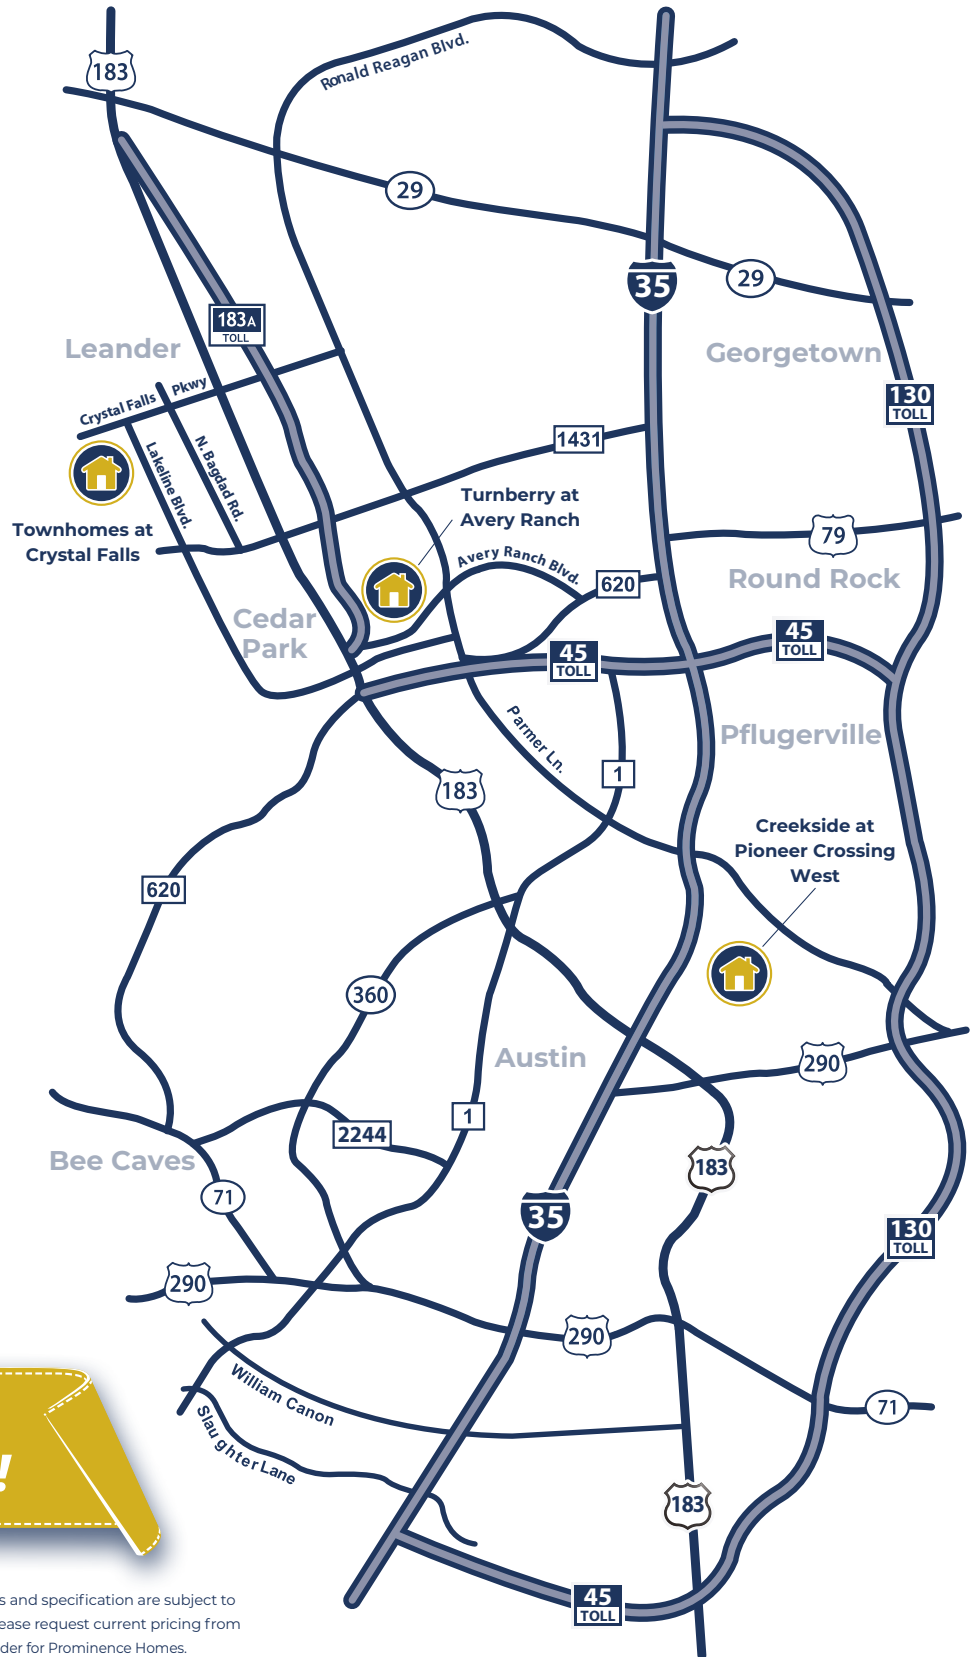 183
Ronald Reagan Blvd.
29
35
29
183A
TOLL
Leander
Georgetown
Crystal Falls Pkwy
130
TOLL
N. Bagdad Rd.
Lakeline Blvd.
1431
Turnberry at
Avery Ranch
Townhomes at
Crystal Falls
79
Avery Ranch Blvd.
620
Round Rock
Cedar
Park
45
TOLL
45
TOLL
Parmer Ln.
Pflugerville
1
183
Creekside at
Pioneer Crossing
West
620
360
Austin
290
1
2244
Bee Caves
183
71
35
130
TOLL
290
290
William Canon
71
Slaughter Lane
!
183
s and specification are subject to
ease request current pricing from
der for Prominence Homes.
45
TOLL